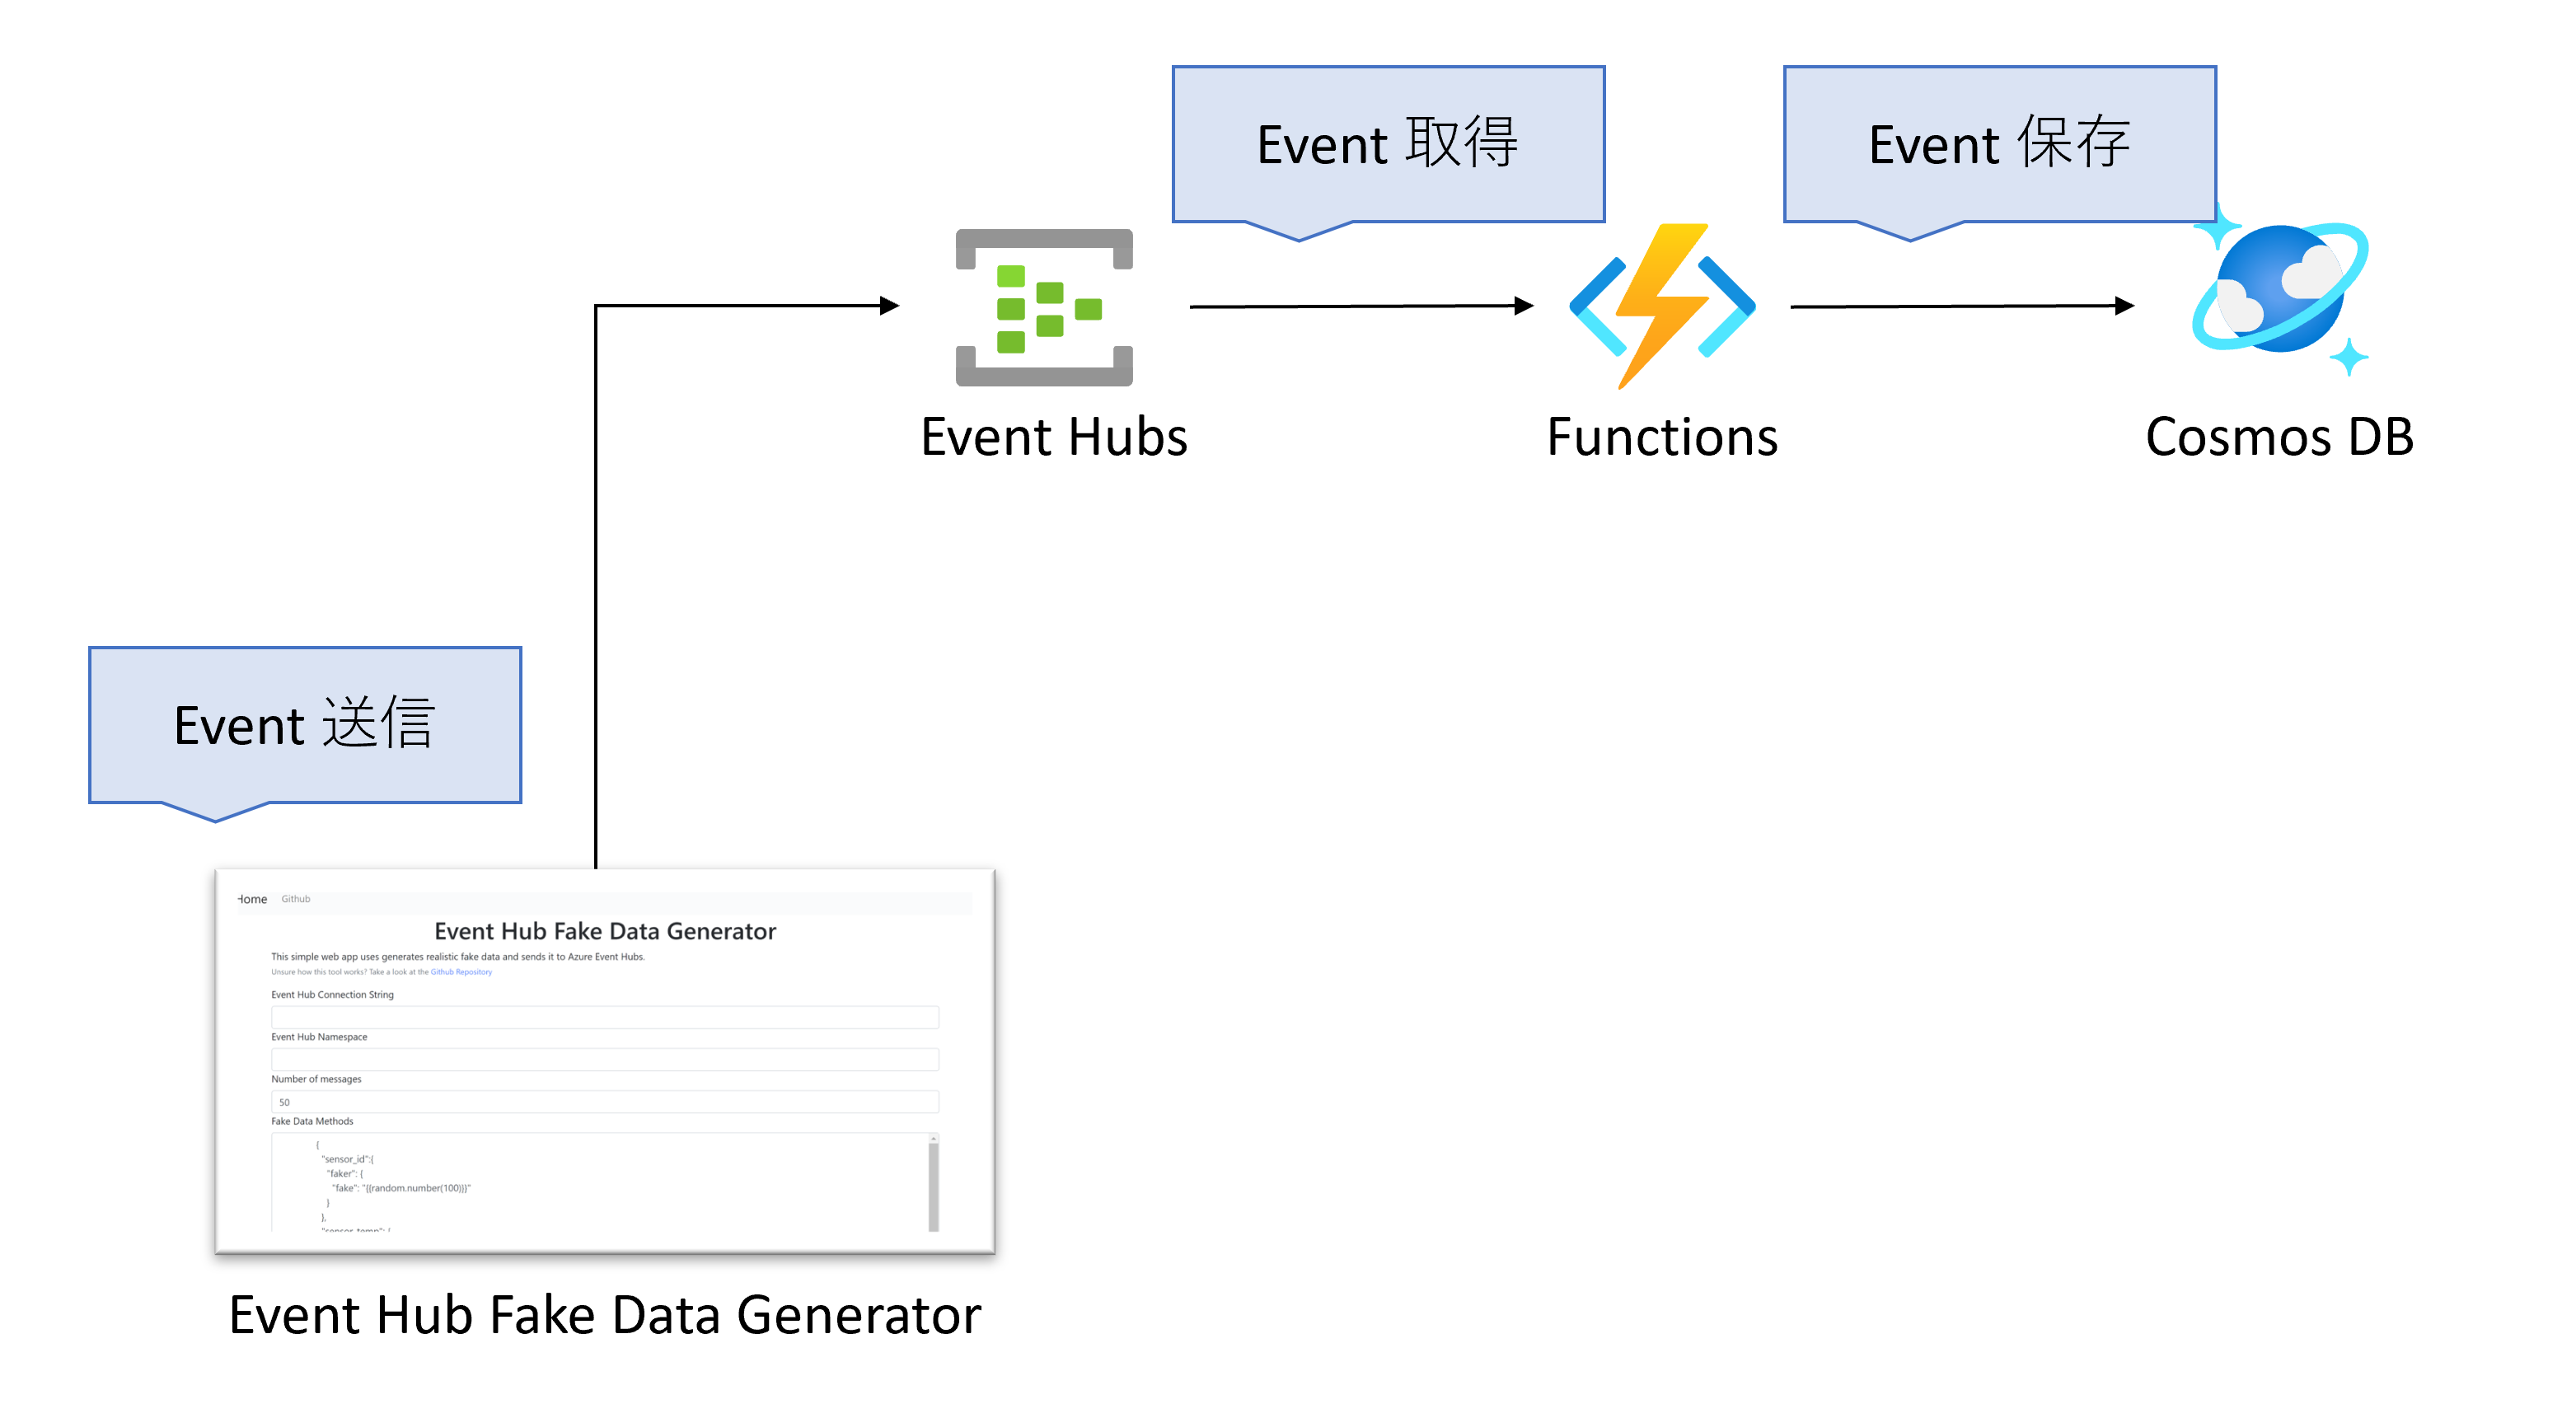 Event 取得
Event 保存
Event Hubs
Functions
Cosmos DB
Event 送信
Home Github
Event Hub Fake Data Generator
This simple web app uses generates realistic fake data and sends it to Azure Event Hubs.
Unsure how this tool works? Take a look at the Github Repository
Event Hub Connection String
Event Hub Namespace
Number of messages
50
Fake Data Methods
{
"sensor_id":{
"faker": {
"fake": "{{random.number(100)}}"
}
},
"sensor_temp": {
Event Hub Fake Data Generator